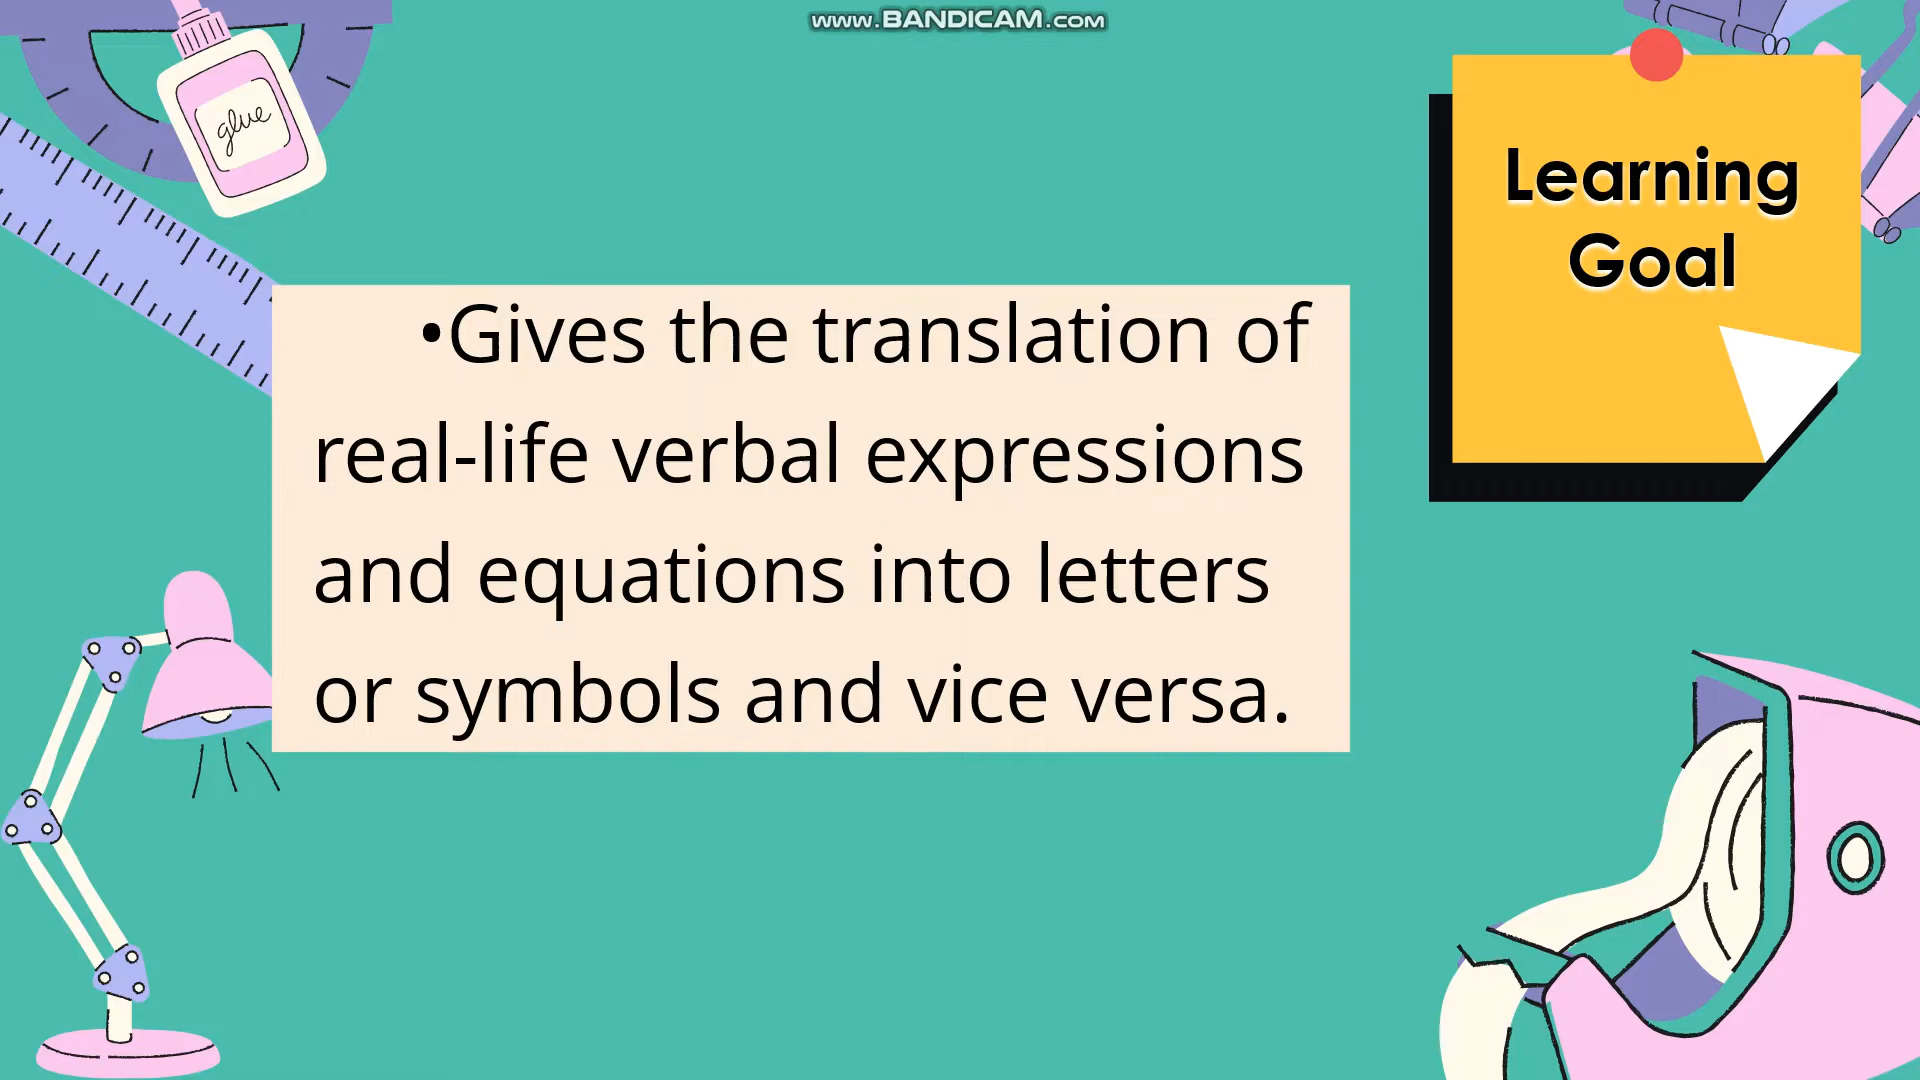 www.BANDICAM.com
glue
Learning
Goal
•Gives the translation of
real-life verbal expressions
and equations into letters
or symbols and vice versa.